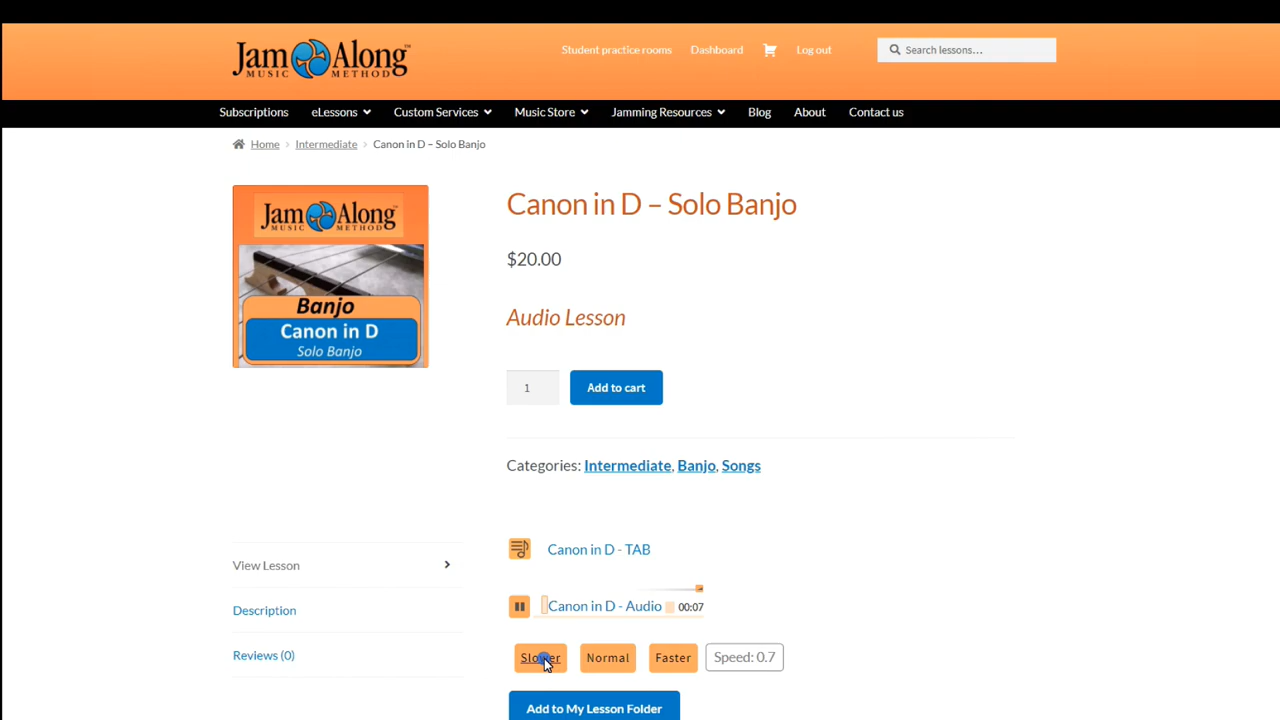 Jam Along™
MUSIC METHOD
Student practice rooms Dashboard Log out Search lessons...
Subscriptions eLessons Custom Services Music Store Jamming Resources Blog About Contact us
Home Intermediate Canon in D – Solo Banjo
Jam Along
MUSIC METHOD
Banjo
Canon in D
Solo Banjo
Canon in D – Solo Banjo
$20.00
Audio Lesson
1 Add to cart
Categories: Intermediate, Banjo, Songs
View Lesson
Description
Reviews (0)
Canon in D - TAB
Canon in D - Audio 00:07
Slower Normal Faster Speed: 0.7
Add to My Lesson Folder